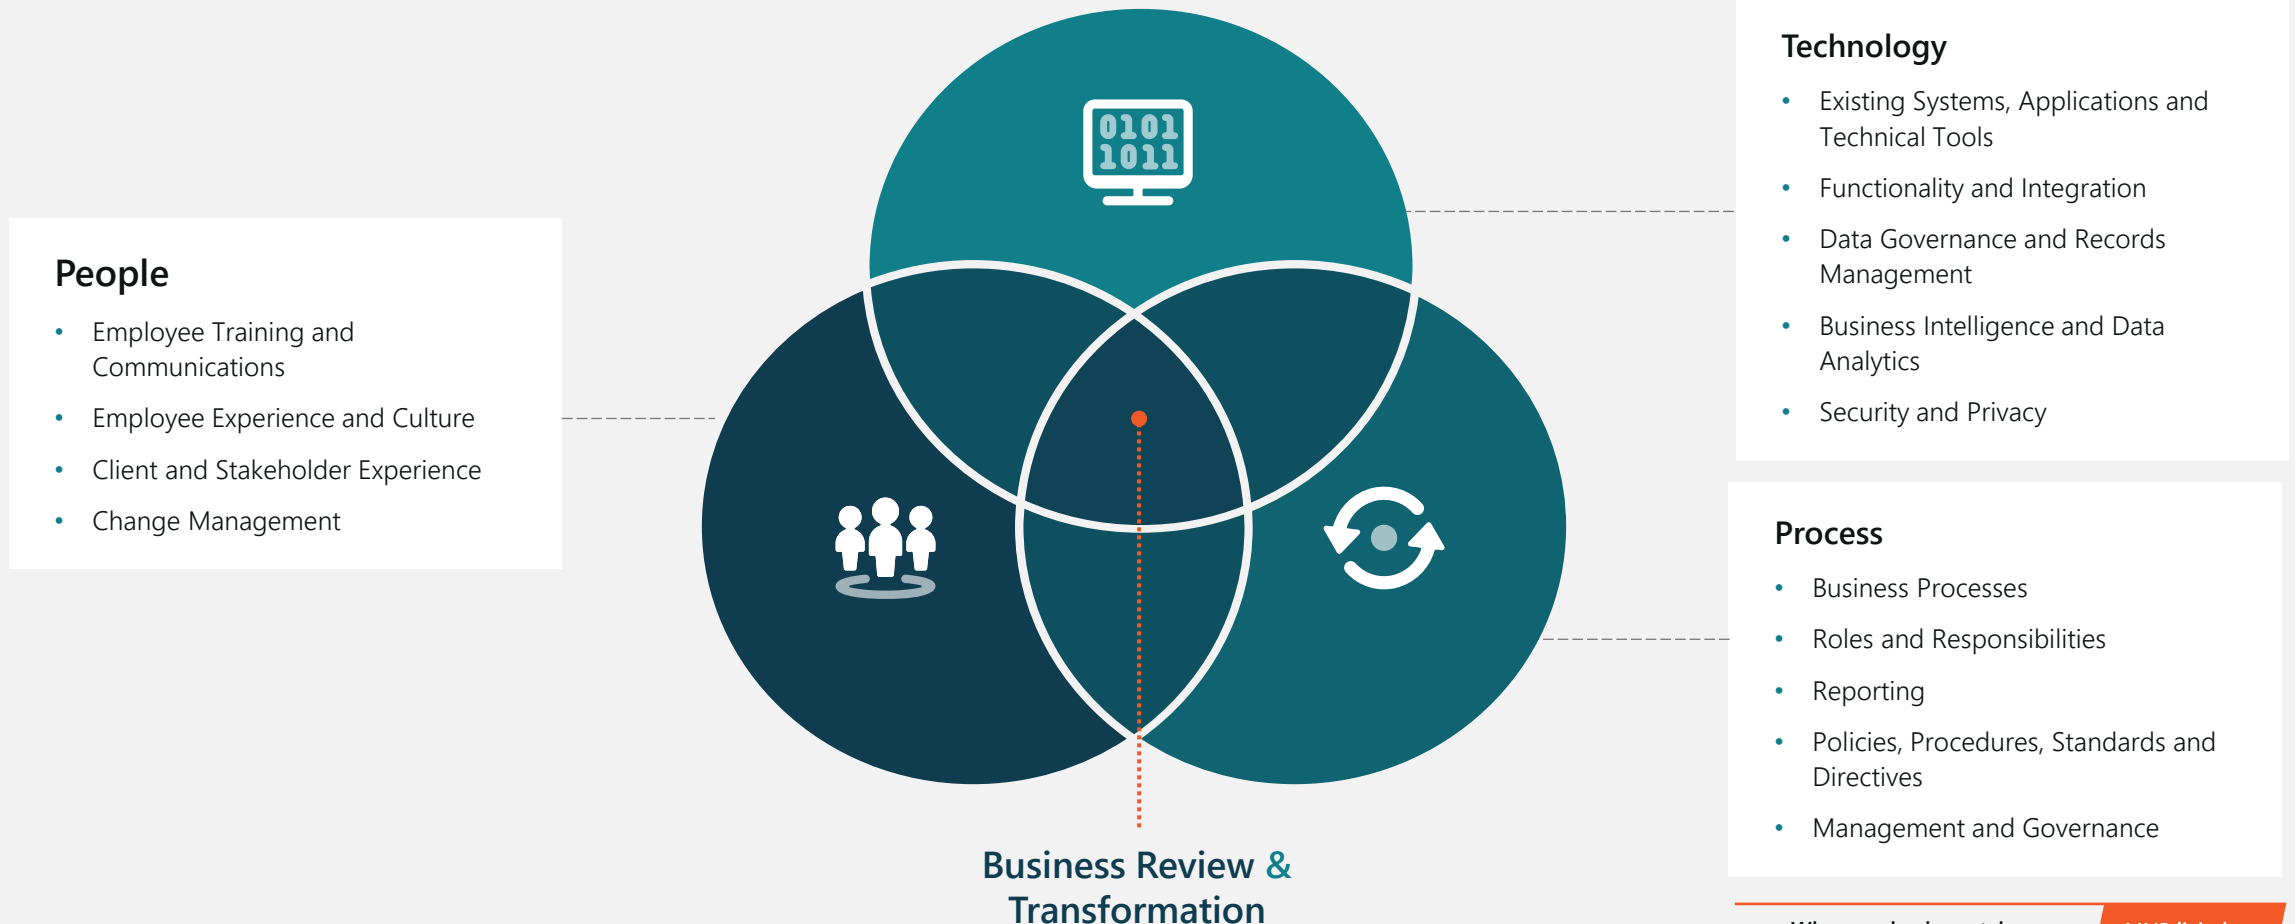 0101
1011
People
• Employee Training and
Communications
• Employee Experience and Culture
• Client and Stakeholder Experience
• Change Management
Technology
• Existing Systems, Applications and
Technical Tools
• Functionality and Integration
• Data Governance and Records
Management
• Business Intelligence and Data
Analytics
• Security and Privacy
Process
• Business Processes
• Roles and Responsibilities
• Reporting
• Policies, Procedures, Standards and
Directives
• Management and Governance
Business Review &
Transformation